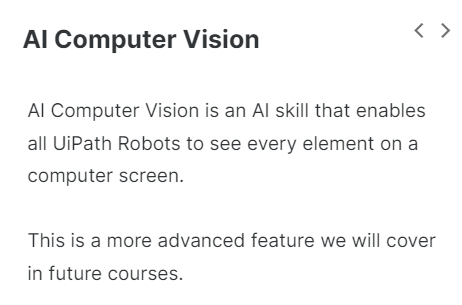 AI Computer Vision
AI Computer Vision is an AI skill that enables
all UiPath Robots to see every element on a
computer screen.
This is a more advanced feature we will cover
in future courses.